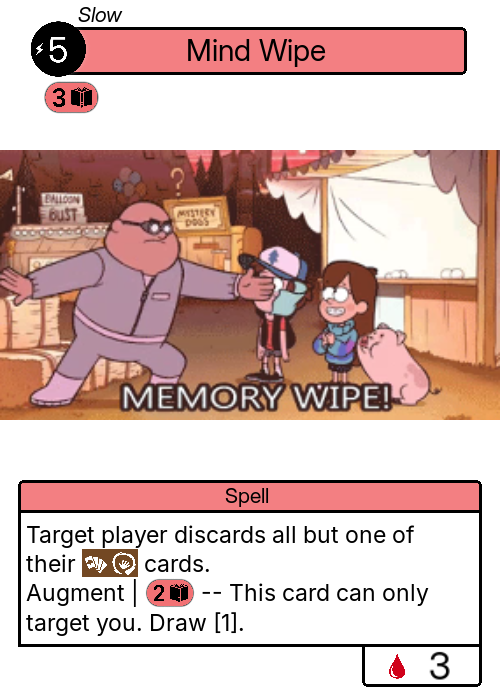 Slow
5 Mind Wipe
3
BALLOON
BUST
?
MYSTERY
DOGS
MEMORY WIPE!
Spell
Target player discards all but one of
their cards.
Augment | 2 -- This card can only
target you. Draw [1].
3